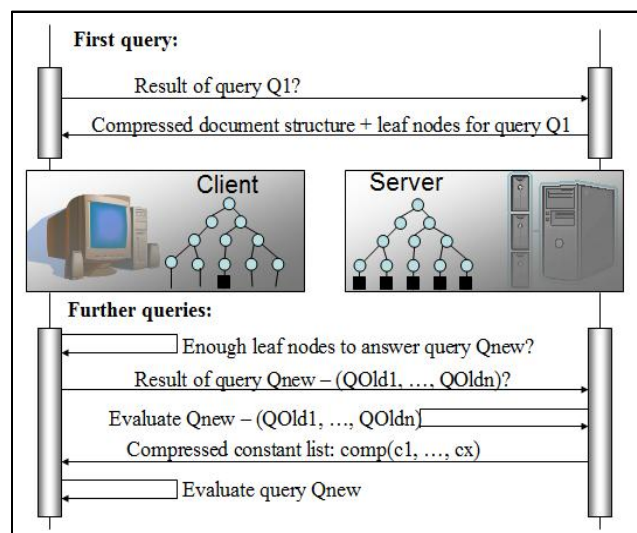 First query:
Result of query Q1?
Compressed document structure + leaf nodes for query Q1
Client
Server
Further queries:
Enough leaf nodes to answer query Qnew?
Result of query Qnew – (QOld1, …, QOldn)?
Evaluate Qnew – (QOld1, …, QOldn)
Compressed constant list: comp(c1, …, cx)
Evaluate query Qnew